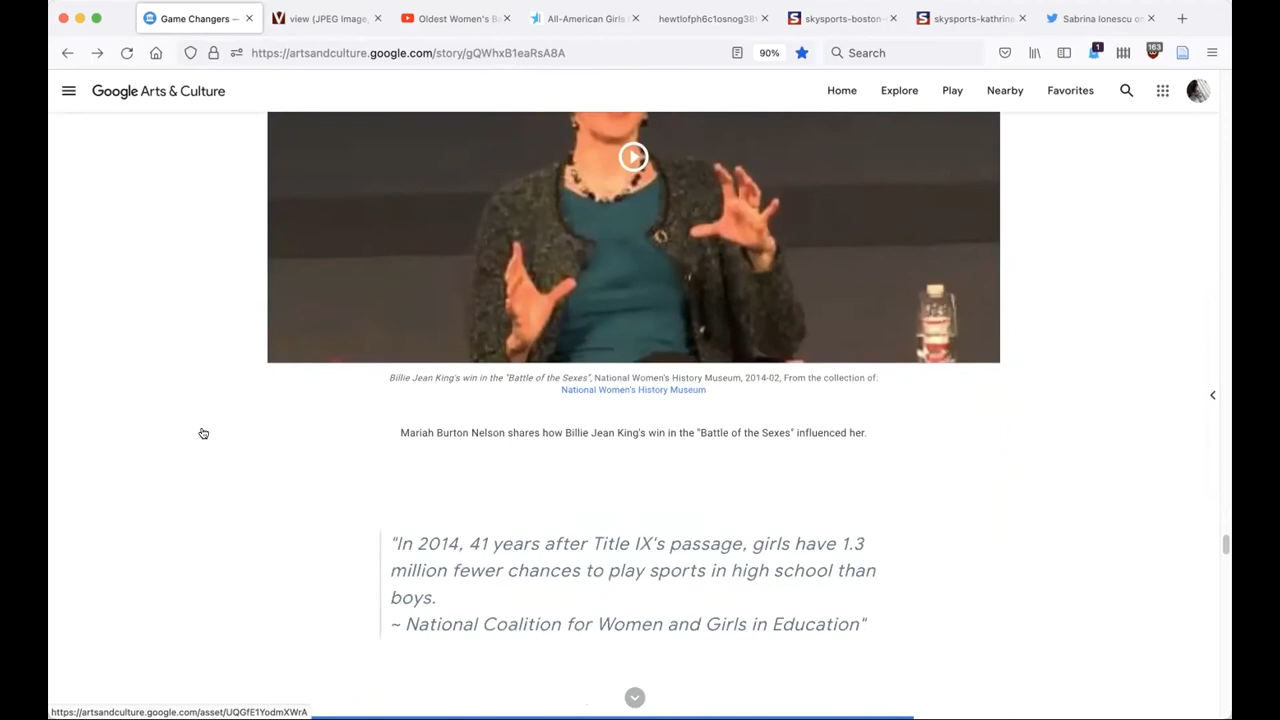 Game Changers —
view (JPEG Image,
Oldest Women's B
All-American Girls
hewtlofph6c1osnog38
skysports-boston-
skysports-kathrine
Sabrina Ionescu on
https://artsandculture.google.com/story/gQWhxB1eaRsA8A
90%
Search
1
163
Google Arts & Culture
Home
Explore
Play
Nearby
Favorites
Billie Jean King's win in the "Battle of the Sexes", National Women's History Museum, 2014-02, From the collection of:
National Women's History Museum
Mariah Burton Nelson shares how Billie Jean King's win in the "Battle of the Sexes" influenced her.
"In 2014, 41 years after Title IX's passage, girls have 1.3
million fewer chances to play sports in high school than
boys.
~ National Coalition for Women and Girls in Education"
https://artsandculture.google.com/asset/UQGfE1YodmXWrA